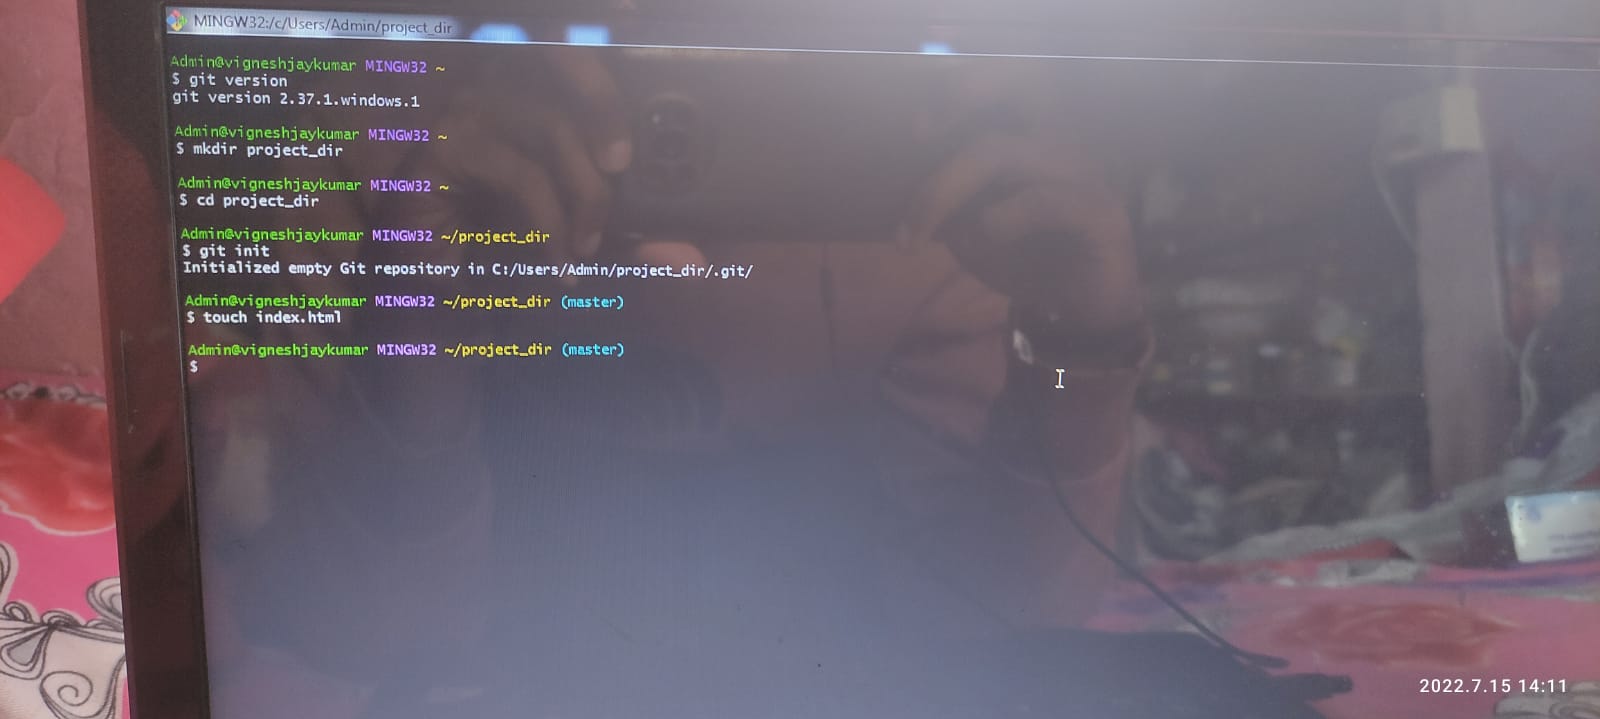 MINGW32:/c/Users/Admin/project_dir
Admin@vigneshjaykumar MINGW32 ~
$ git version
git version 2.37.1.windows.1
Admin@vigneshjaykumar MINGW32 ~
$ mkdir project_dir
Admin@vigneshjaykumar MINGW32 ~
$ cd project_dir
Admin@vigneshjaykumar MINGW32 ~/project_dir
$ git init
Initialized empty Git repository in C:/Users/Admin/project_dir/.git/
Admin@vigneshjaykumar MINGW32 ~/project_dir (master)
$ touch index.html
Admin@vigneshjaykumar MINGW32 ~/project_dir (master)
$
2022.7.15 14:11